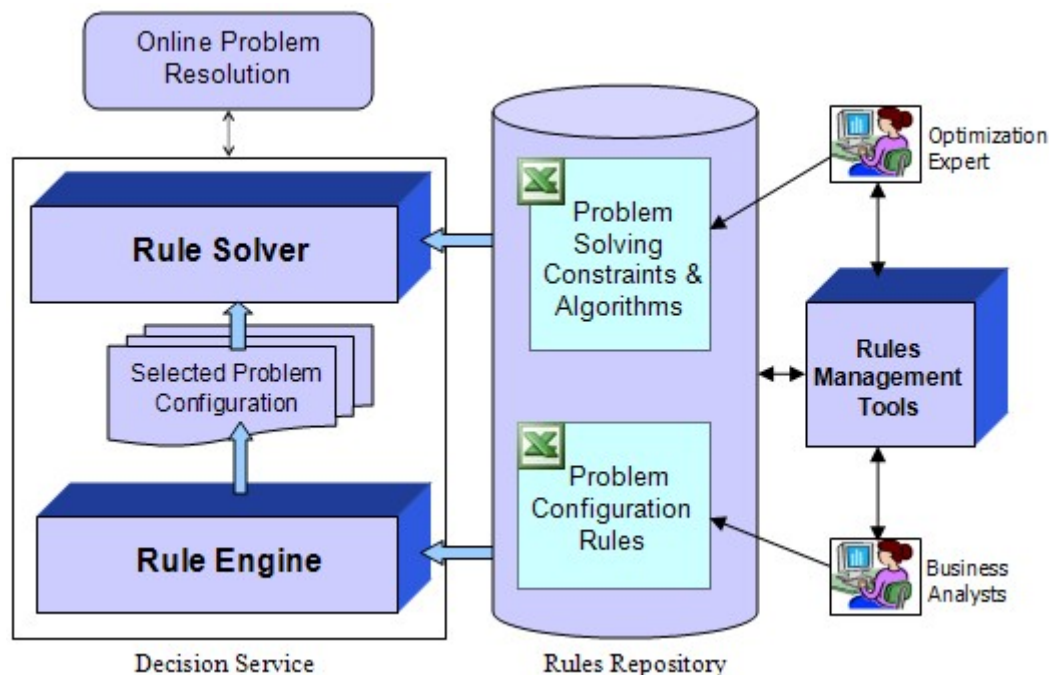 Online Problem
Resolution
Rule Solver
Selected Problem
Configuration
Rule Engine
Decision Service
Problem
Solving
Constraints &
Algorithms
Problem
Configuration
Rules
Rules Repository
Optimization
Expert
Rules
Management
Tools
Business
Analysts